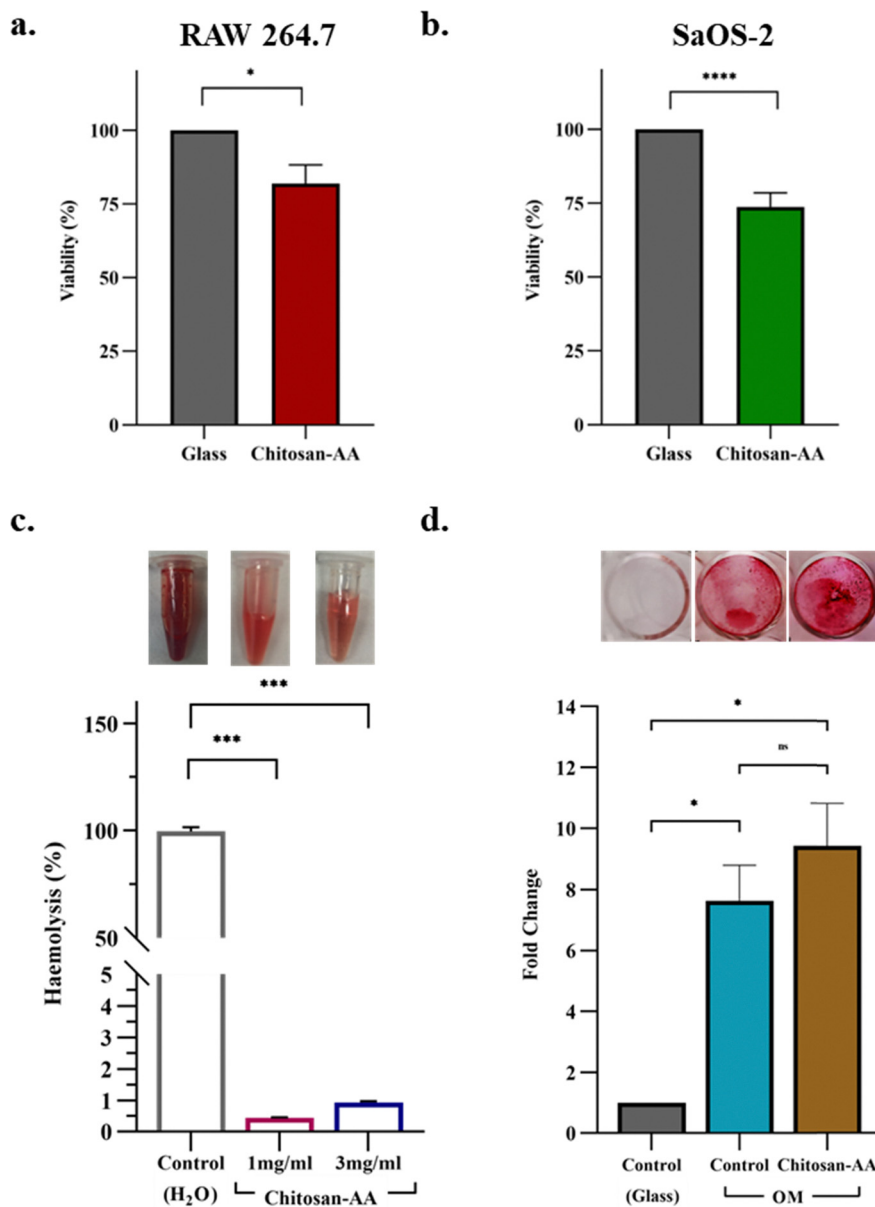 a.
RAW 264.7
*
Viability (%)
100
75
50
25
0
Glass Chitosan-AA
b.
SaOS-2
****
Viability (%)
100
75
50
25
0
Glass Chitosan-AA
c.
***
***
Haemolysis (%)
150
100
50
5
4
3
2
1
0
Control 1mg/ml 3mg/ml
(H₂O) Chitosan-AA
d.
*
ns
*
Fold Change
14
12
10
8
6
4
2
0
Control Control Chitosan-AA
(Glass) OM